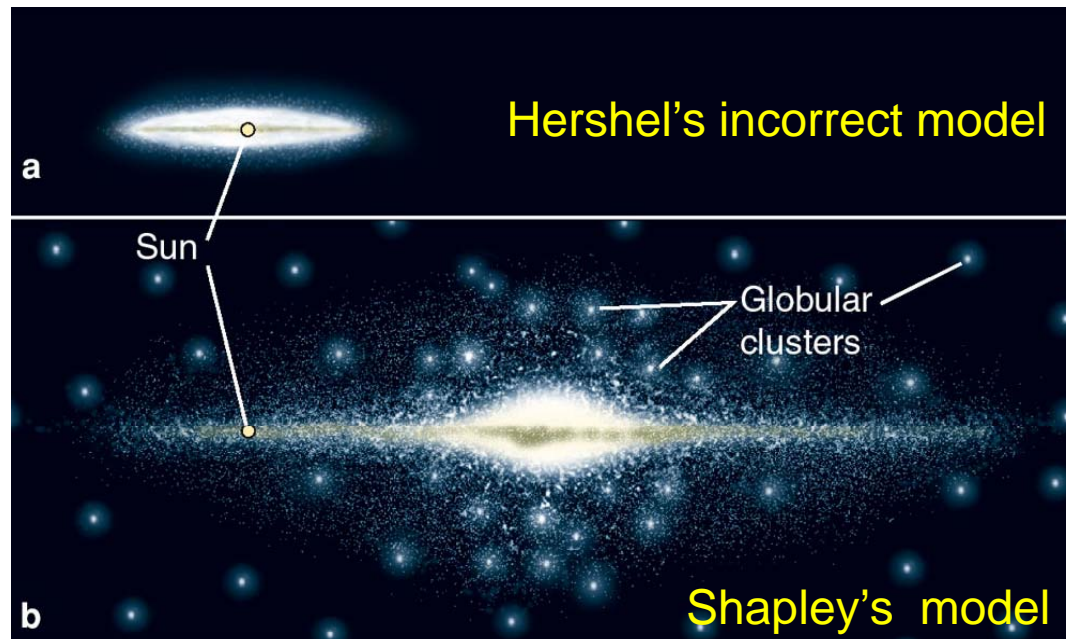 Hershel’s incorrect model
a
Sun
Globular
clusters
b
Shapley’s model